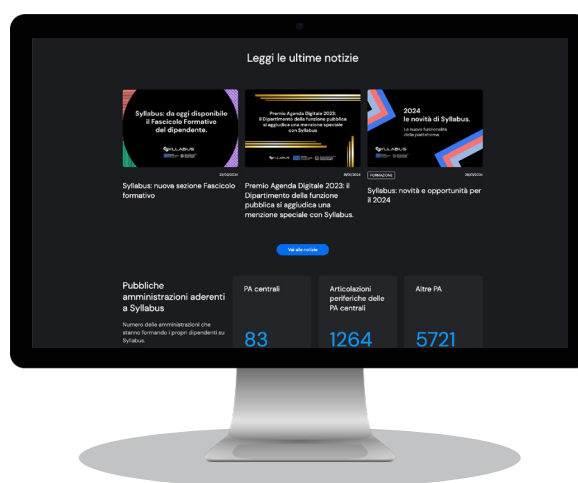 Leggi le ultime notizie
Syllabus: da oggi disponibile
il Fascicolo Formativo
del dipendente.
SYLLABUS
Premio Agenda Digitale 2023:
Il Dipartimento della funzione pubblica
si aggiudica una menzione speciale
con Syllabus
SYLLABUS
2024
le novità di Syllabus.
Le nuove funzionalità
della piattaforma.
SYLLABUS
Syllabus: nuova sezione Fascicolo
formativo
Premio Agenda Digitale 2023: il
Dipartimento della funzione
pubblica si aggiudica una
menzione speciale con Syllabus.
FORMAZIONE
Syllabus: novità e opportunità per
il 2024
Vai alle notizie
Pubbliche
amministrazioni aderenti
a Syllabus
Numero delle amministrazioni che
stanno formando i propri dipendenti su
Syllabus.
PA centrali
83
Articolazioni
periferiche delle
PA centrali
1264
Altre PA
5721